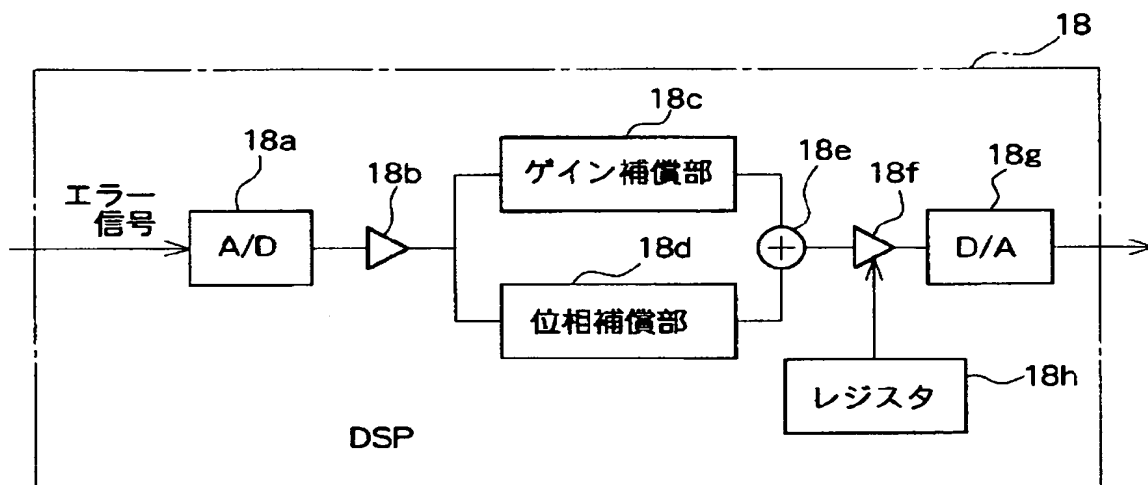 18
18c
18a
ゲイン補償部
18e
18b
18f
18g
エラー
信号
A/D
D/A
18d
位相補償部
レジスタ
18h
DSP